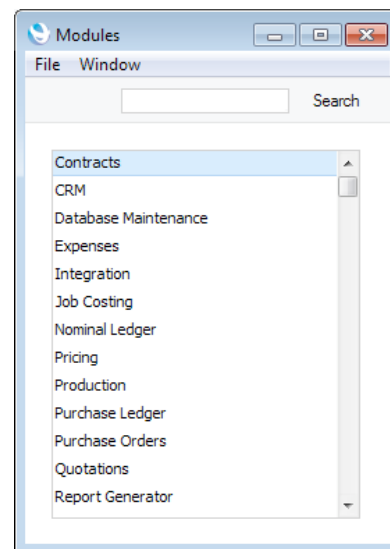 Modules
File Window
Search
Contracts
CRM
Database Maintenance
Expenses
Integration
Job Costing
Nominal Ledger
Pricing
Production
Purchase Ledger
Purchase Orders
Quotations
Report Generator